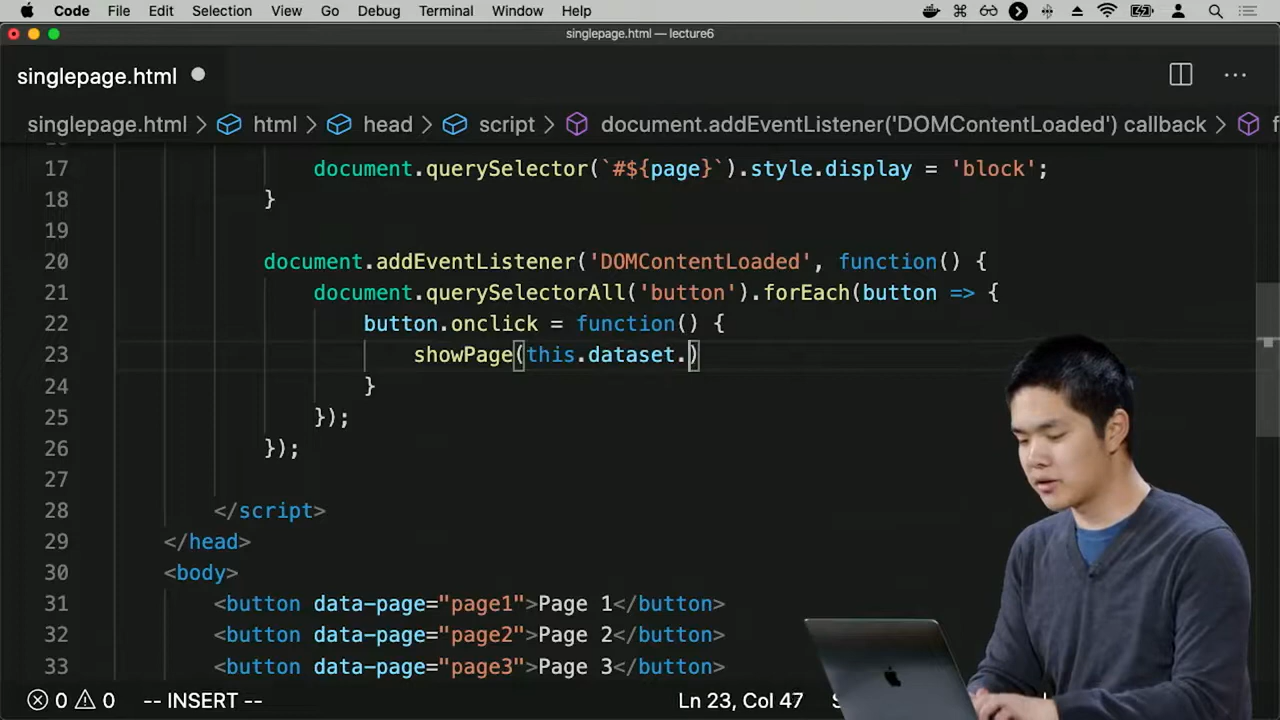 Code File Edit Selection View Go Debug Terminal Window Help
singlepage.html — lecture6
singlepage.html
singlepage.html > html > head > script > document.addEventListener('DOMContentLoaded') callback > f
17 document.querySelector(`#${page}`).style.display = 'block';
18 }
19
20 document.addEventListener('DOMContentLoaded', function() {
21 document.querySelectorAll('button').forEach(button => {
22 button.onclick = function() {
23 showPage(this.dataset.)
24 }
25 });
26 });
27
28 </script>
29 </head>
30 <body>
31 <button data-page="page1">Page 1</button>
32 <button data-page="page2">Page 2</button>
33 <button data-page="page3">Page 3</button>
0 0 -- INSERT -- Ln 23, Col 47